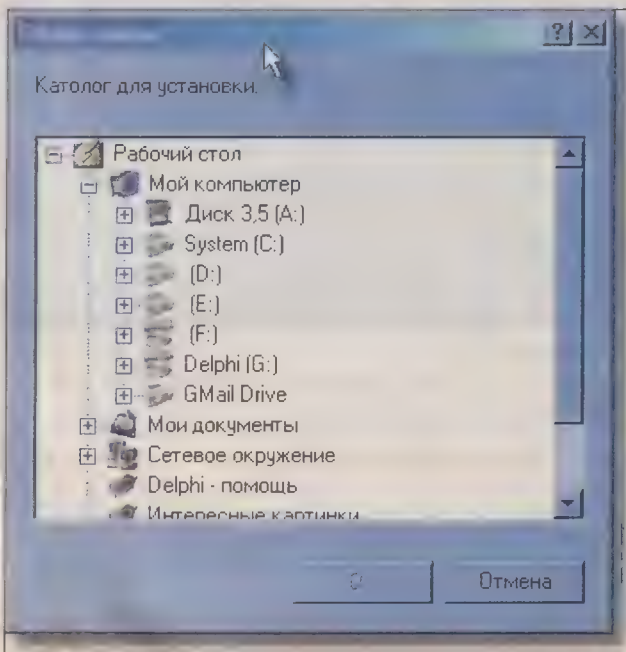 Католог для установки.
Рабочий стол
Мой компьютер
Диск 3,5 (A:)
System (C:)
(D:)
(E:)
(F:)
Delphi (G:)
GMail Drive
Мои документы
Сетевое окружение
Delphi - помощь
Интересные картинки
Отмена